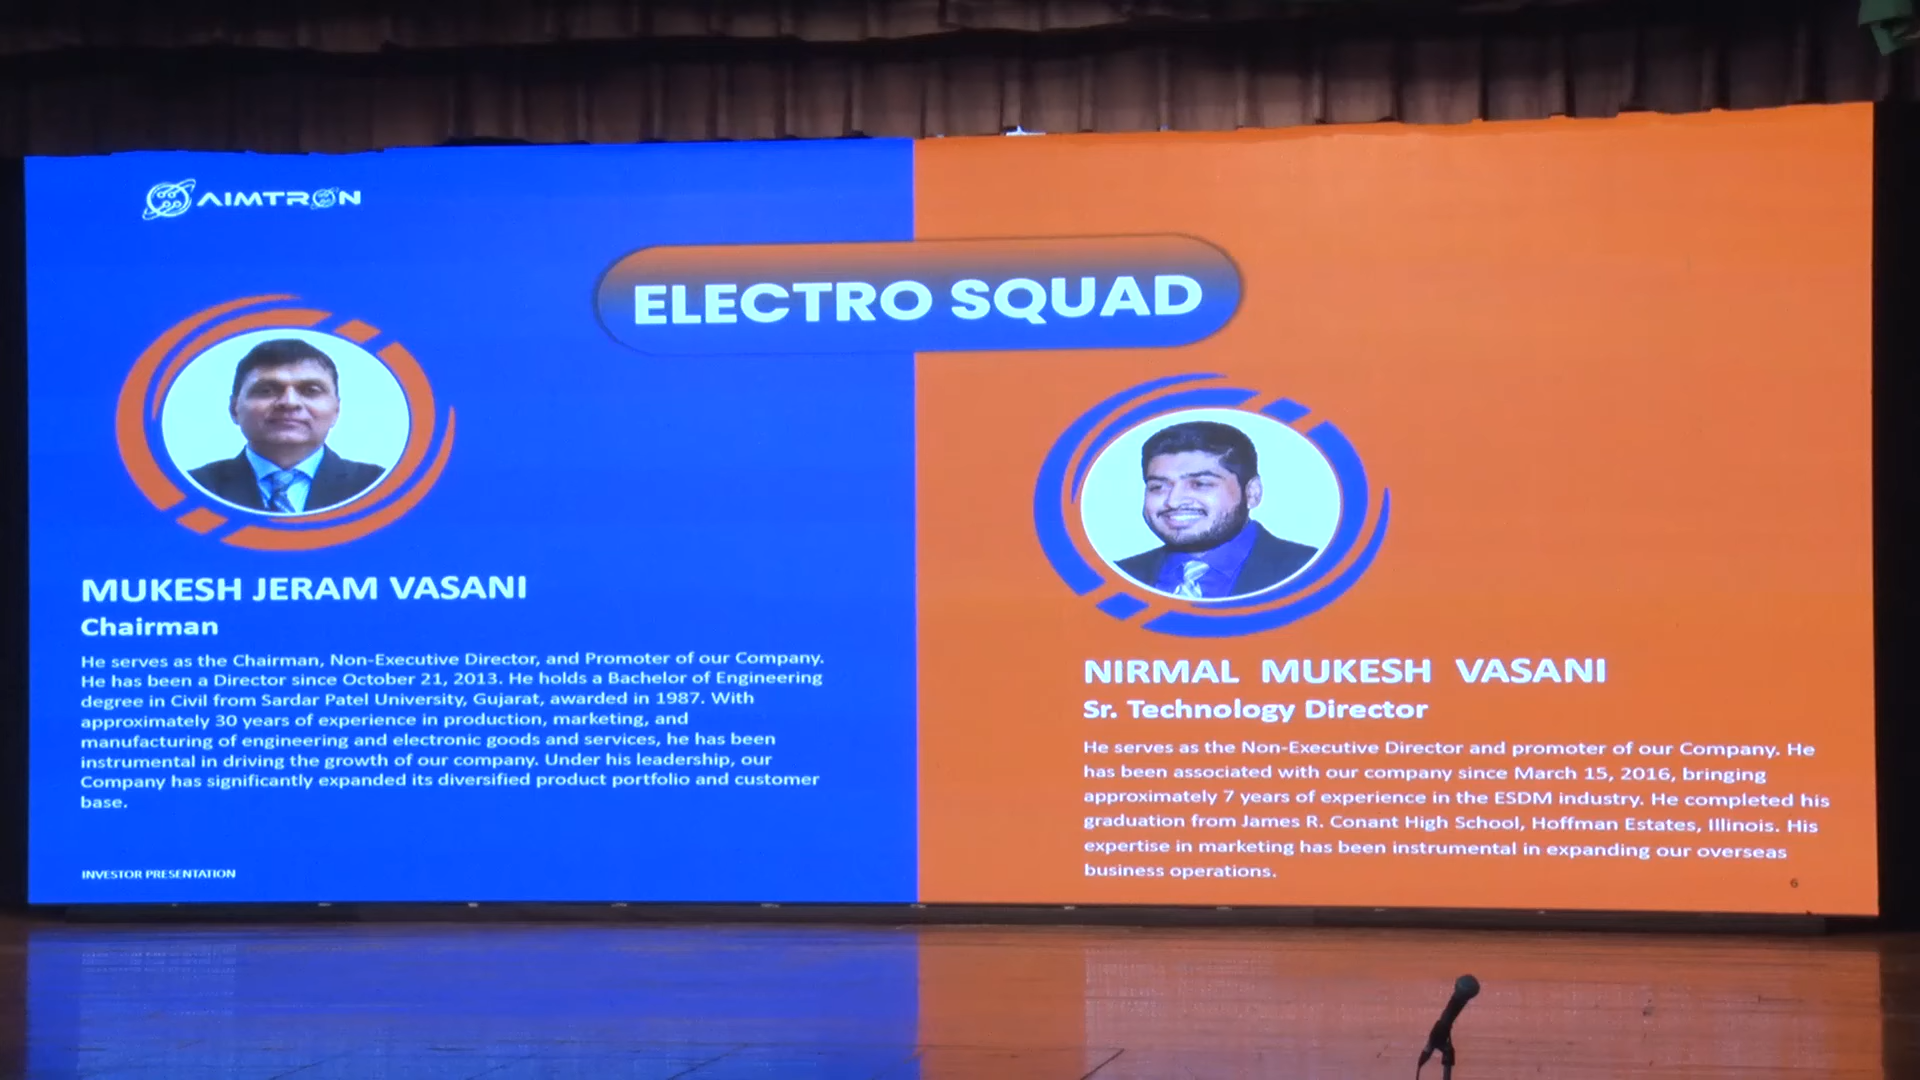 AIMTRON
ELECTRO SQUAD
MUKESH JERAM VASANI
Chairman
He serves as the Chairman, Non-Executive Director, and Promoter of our Company.
He has been a Director since October 21, 2013. He holds a Bachelor of Engineering
degree in Civil from Sardar Patel University, Gujarat, awarded in 1987. With
approximately 30 years of experience in production, marketing, and
manufacturing of engineering and electronic goods and services, he has been
instrumental in driving the growth of our company. Under his leadership, our
Company has significantly expanded its diversified product portfolio and customer
base.
INVESTOR PRESENTATION
NIRMAL MUKESH VASANI
Sr. Technology Director
He serves as the Non-Executive Director and promoter of our Company. He
has been associated with our company since March 15, 2016, bringing
approximately 7 years of experience in the ESDM industry. He completed his
graduation from James R. Conant High School, Hoffman Estates, Illinois. His
expertise in marketing has been instrumental in expanding our overseas
business operations.
6